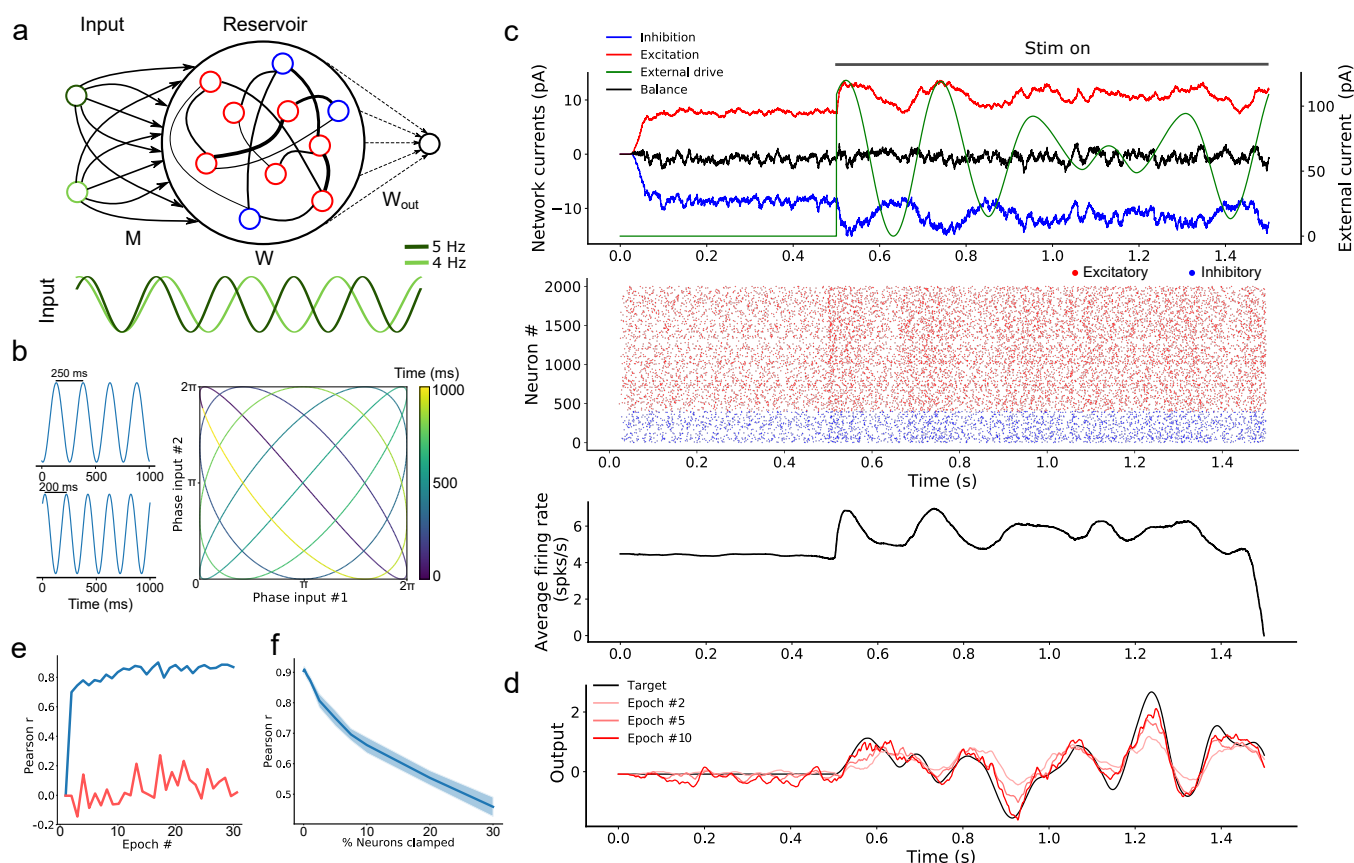 a
Input
Reservoir
M
W
W_out
5 Hz
4 Hz
Input
b
250 ms
0 500 1000
200 ms
0 500 1000
Time (ms)
2π
π
0 π 2π
Phase input #2
Phase input #1
Time (ms)
1000
500
0
c
Inhibition
Excitation
External drive
Balance
Stim on
Network currents (pA)
10
0
−10
External current (pA)
100
50
0
0.0 0.2 0.4 0.6 0.8 1.0 1.2 1.4
Excitatory Inhibitory
Neuron #
2000
1500
1000
500
0
0.0 0.2 0.4 0.6 0.8 1.0 1.2 1.4
Time (s)
Average firing rate
(spks/s)
6
4
2
0
0.0 0.2 0.4 0.6 0.8 1.0 1.2 1.4
d
Target
Epoch #2
Epoch #5
Epoch #10
Output
2
0
0.0 0.2 0.4 0.6 0.8 1.0 1.2 1.4
Time (s)
e
Pearson r
0.8
0.6
0.4
0.2
0.0
-0.2
0 10 20 30
Epoch #
f
Pearson r
0.9
0.8
0.7
0.6
0.5
0 10 20 30
% Neurons clamped